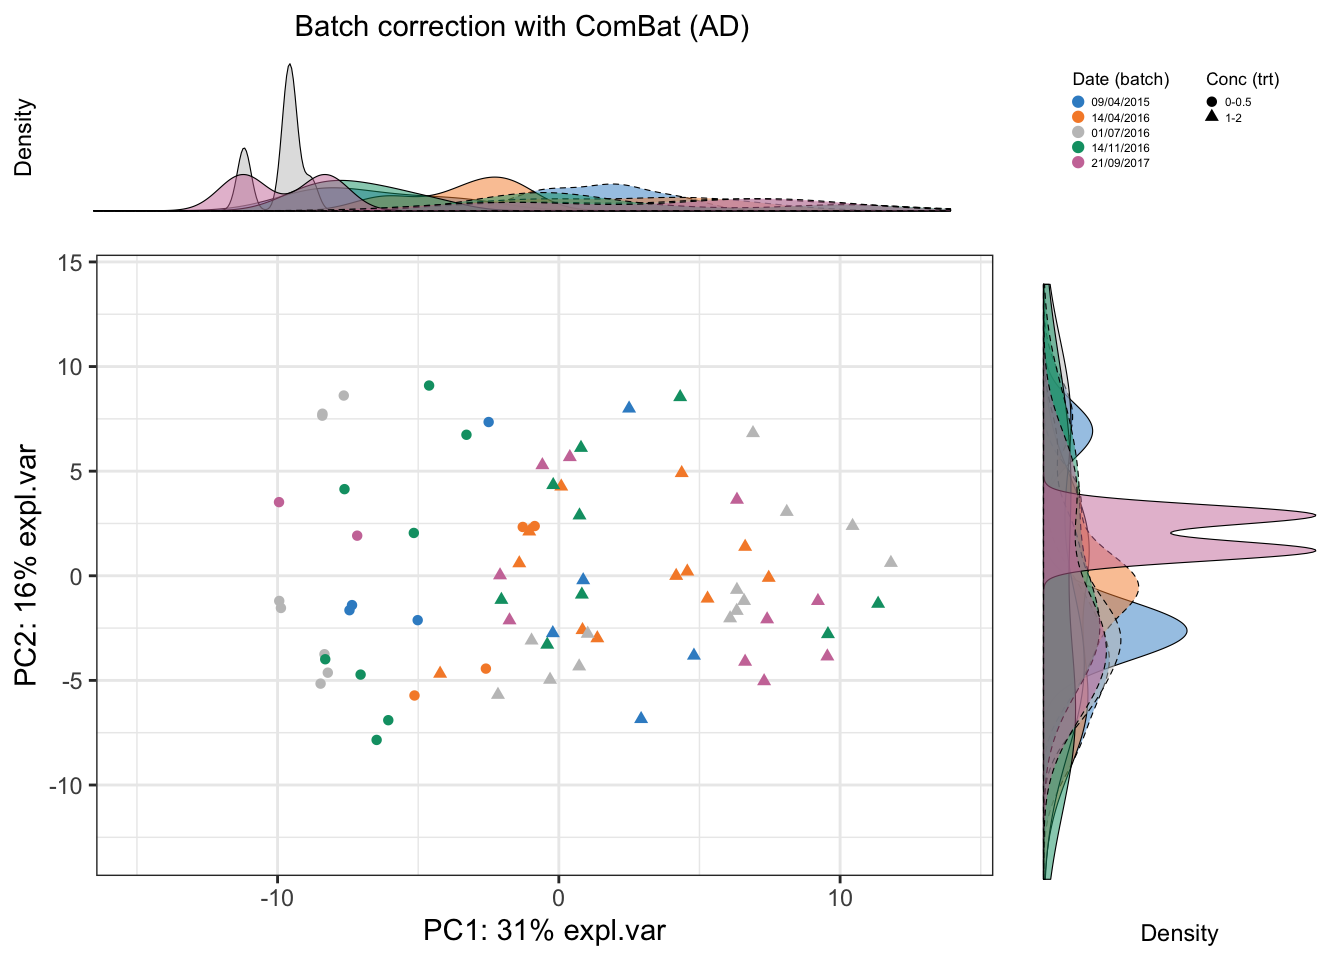 Batch correction with ComBat (AD)
Density
Date (batch)
09/04/2015
14/04/2016
01/07/2016
14/11/2016
21/09/2017
Conc (trt)
0-0.5
1-2
15
10
5
0
-5
-10
PC2: 16% expl.var
-10
0
10
PC1: 31% expl.var
Density